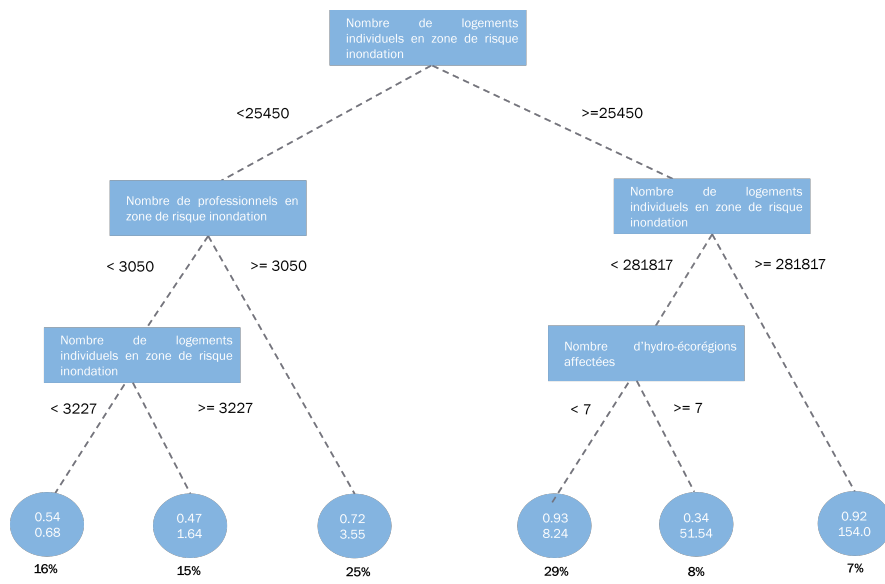 Nombre de logements
individuels en zone de risque
inondation
<25450
>=25450
Nombre de professionnels en
zone de risque inondation
Nombre de logements
individuels en zone de risque
inondation
< 3050
>= 3050
< 281817
>= 281817
Nombre de logements
individuels en zone de risque
inondation
Nombre d'hydro-écorégions
affectées
< 3227
>= 3227
< 7
>= 7
0.54
0.68
0.47
1.64
0.72
3.55
0.93
8.24
0.34
51.54
0.92
154.0
16%
15%
25%
29%
8%
7%